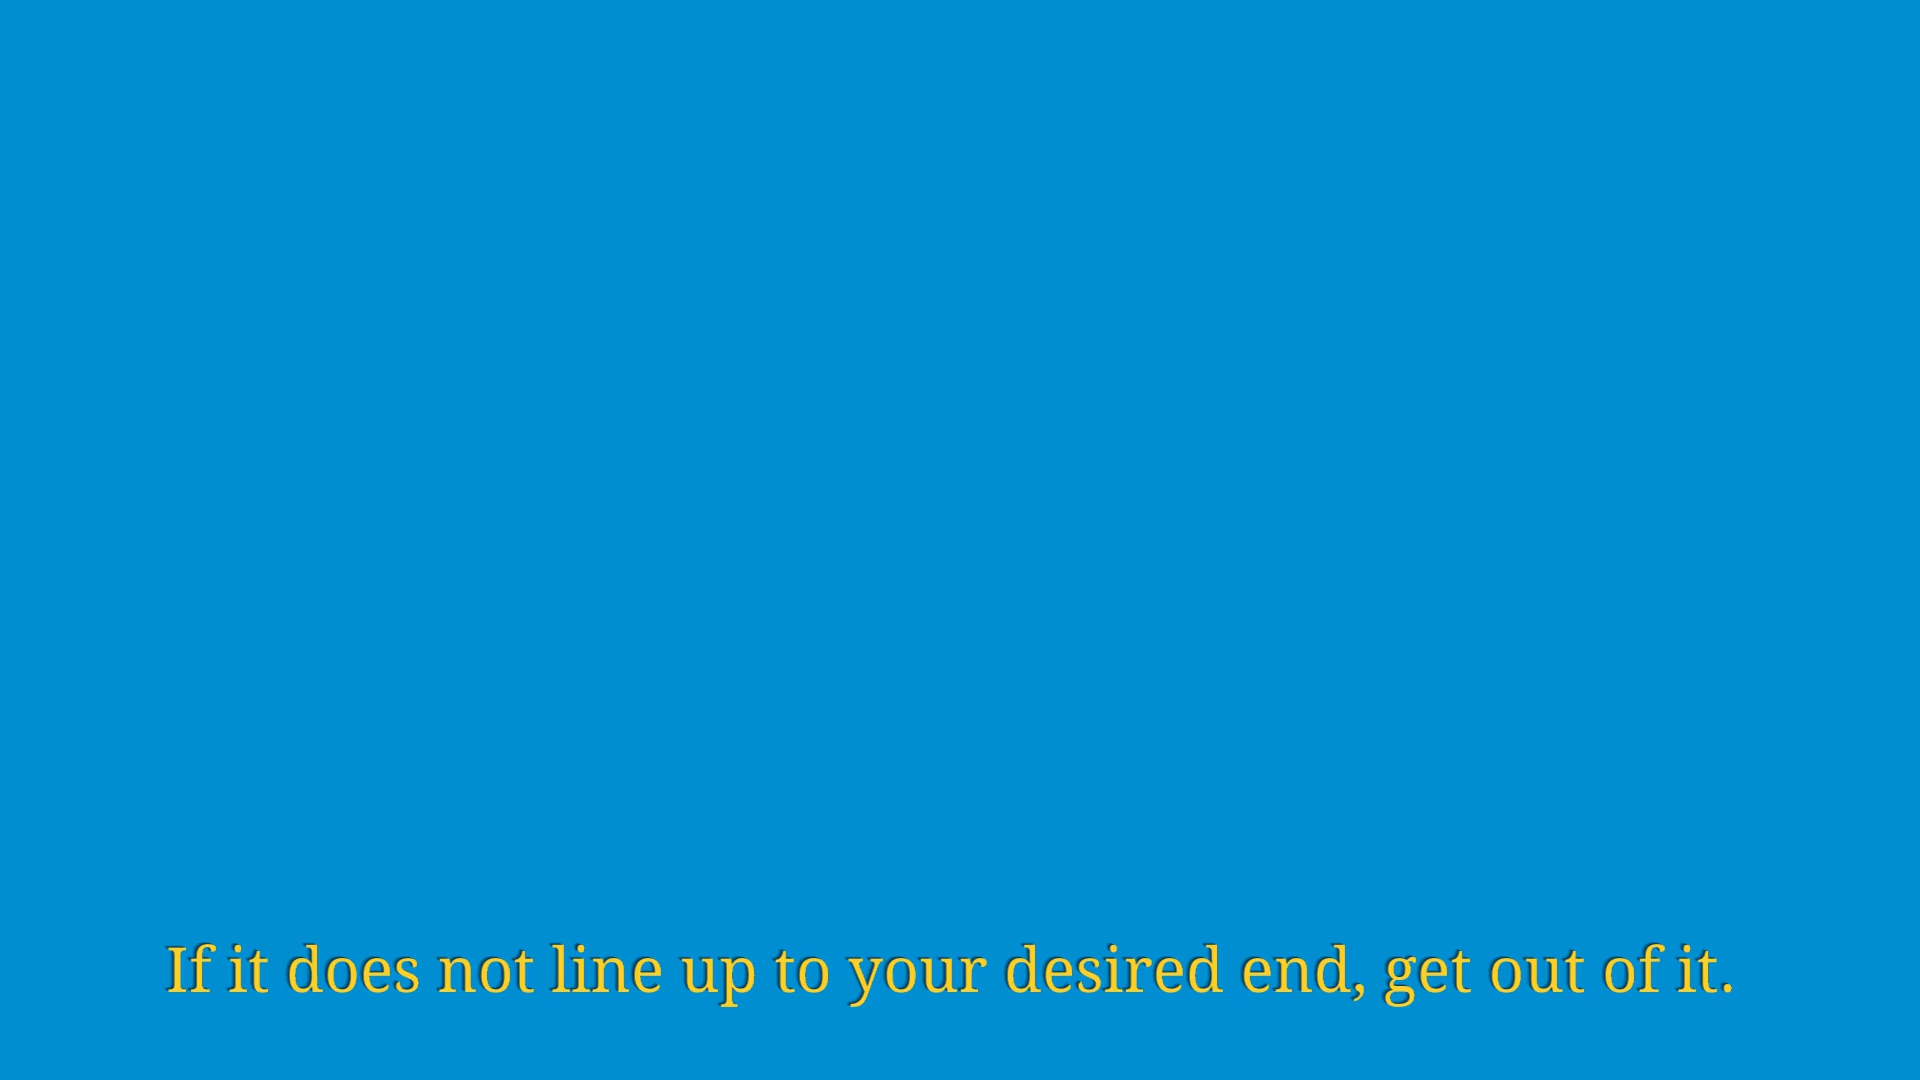 If it does not line up to your desired end, get out of it.